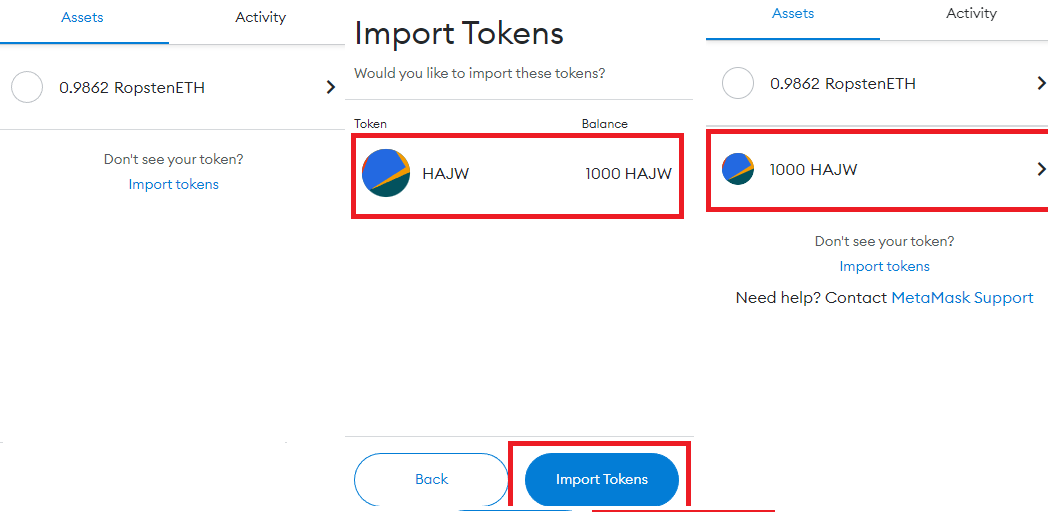 Assets
Activity
0.9862 RopstenETH
Don't see your token?
Import tokens
Import Tokens
Would you like to import these tokens?
Token
Balance
HAJW
1000 HAJW
Back
Import Tokens
Assets
Activity
0.9862 RopstenETH
1000 HAJW
Don't see your token?
Import tokens
Need help? Contact MetaMask Support